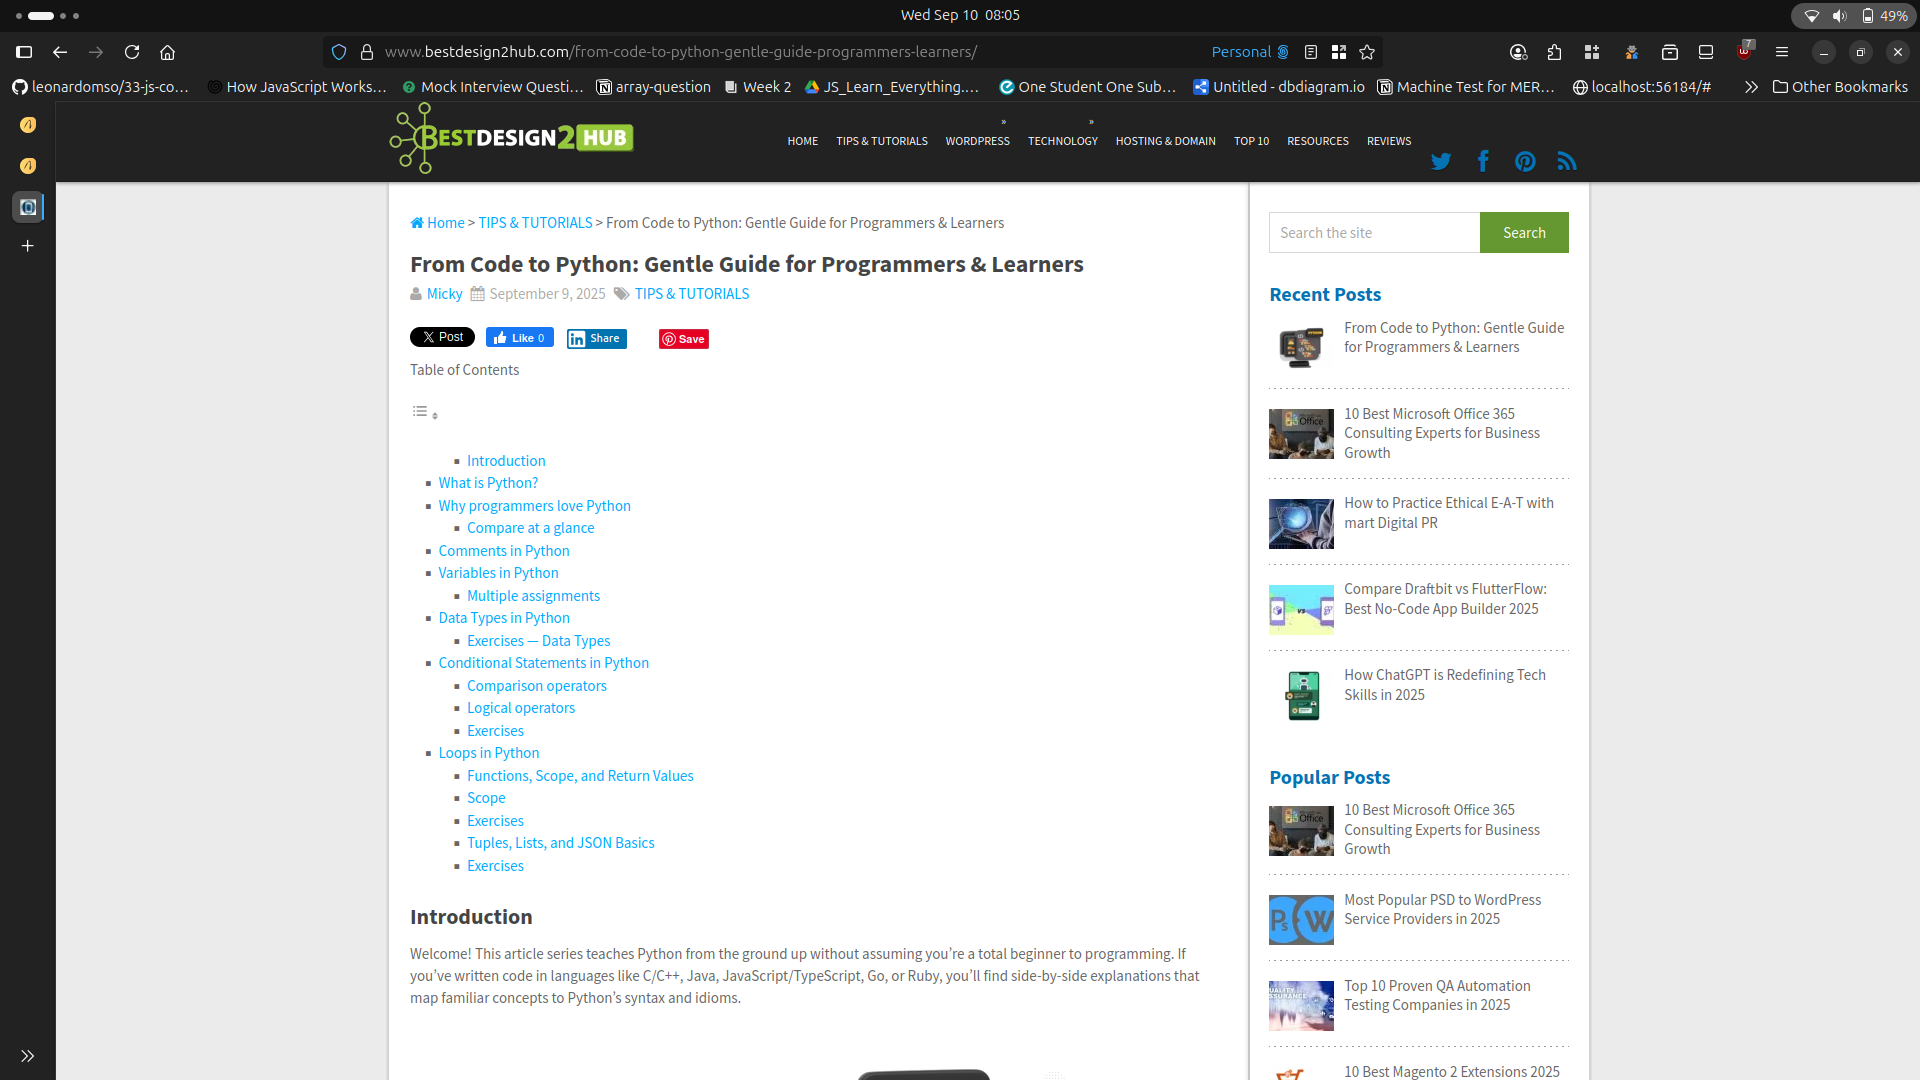 Wed Sep 10 08:05
49%
www.bestdesign2hub.com/from-code-to-python-gentle-guide-programmers-learners/
Personal
7
leonardomso/33-js-co…
How JavaScript Works…
Mock Interview Questi…
array-question
Week 2
JS_Learn_Everything.…
One Student One Sub…
Untitled - dbdiagram.io
Machine Test for MER…
localhost:56184/#
Other Bookmarks
BESTDESIGN2HUB
HOME
TIPS & TUTORIALS
WORDPRESS »
TECHNOLOGY »
HOSTING & DOMAIN
TOP 10
RESOURCES
REVIEWS
Home > TIPS & TUTORIALS > From Code to Python: Gentle Guide for Programmers & Learners
From Code to Python: Gentle Guide for Programmers & Learners
Micky September 9, 2025 TIPS & TUTORIALS
Post
Like 0
Share
Save
Table of Contents
Introduction
What is Python?
Why programmers love Python
Compare at a glance
Comments in Python
Variables in Python
Multiple assignments
Data Types in Python
Exercises — Data Types
Conditional Statements in Python
Comparison operators
Logical operators
Exercises
Loops in Python
Functions, Scope, and Return Values
Scope
Exercises
Tuples, Lists, and JSON Basics
Exercises
Introduction
Welcome! This article series teaches Python from the ground up without assuming you’re a total beginner to programming. If
you’ve written code in languages like C/C++, Java, JavaScript/TypeScript, Go, or Ruby, you’ll find side-by-side explanations that
map familiar concepts to Python’s syntax and idioms.
Search the site
Search
Recent Posts
From Code to Python: Gentle Guide
for Programmers & Learners
Office
10 Best Microsoft Office 365
Consulting Experts for Business
Growth
How to Practice Ethical E-A-T with
mart Digital PR
VS
Compare Draftbit vs FlutterFlow:
Best No-Code App Builder 2025
How ChatGPT is Redefining Tech
Skills in 2025
Popular Posts
Office
10 Best Microsoft Office 365
Consulting Experts for Business
Growth
Ps
W
Most Popular PSD to WordPress
Service Providers in 2025
Top 10 Proven QA Automation
Testing Companies in 2025
10 Best Magento 2 Extensions 2025